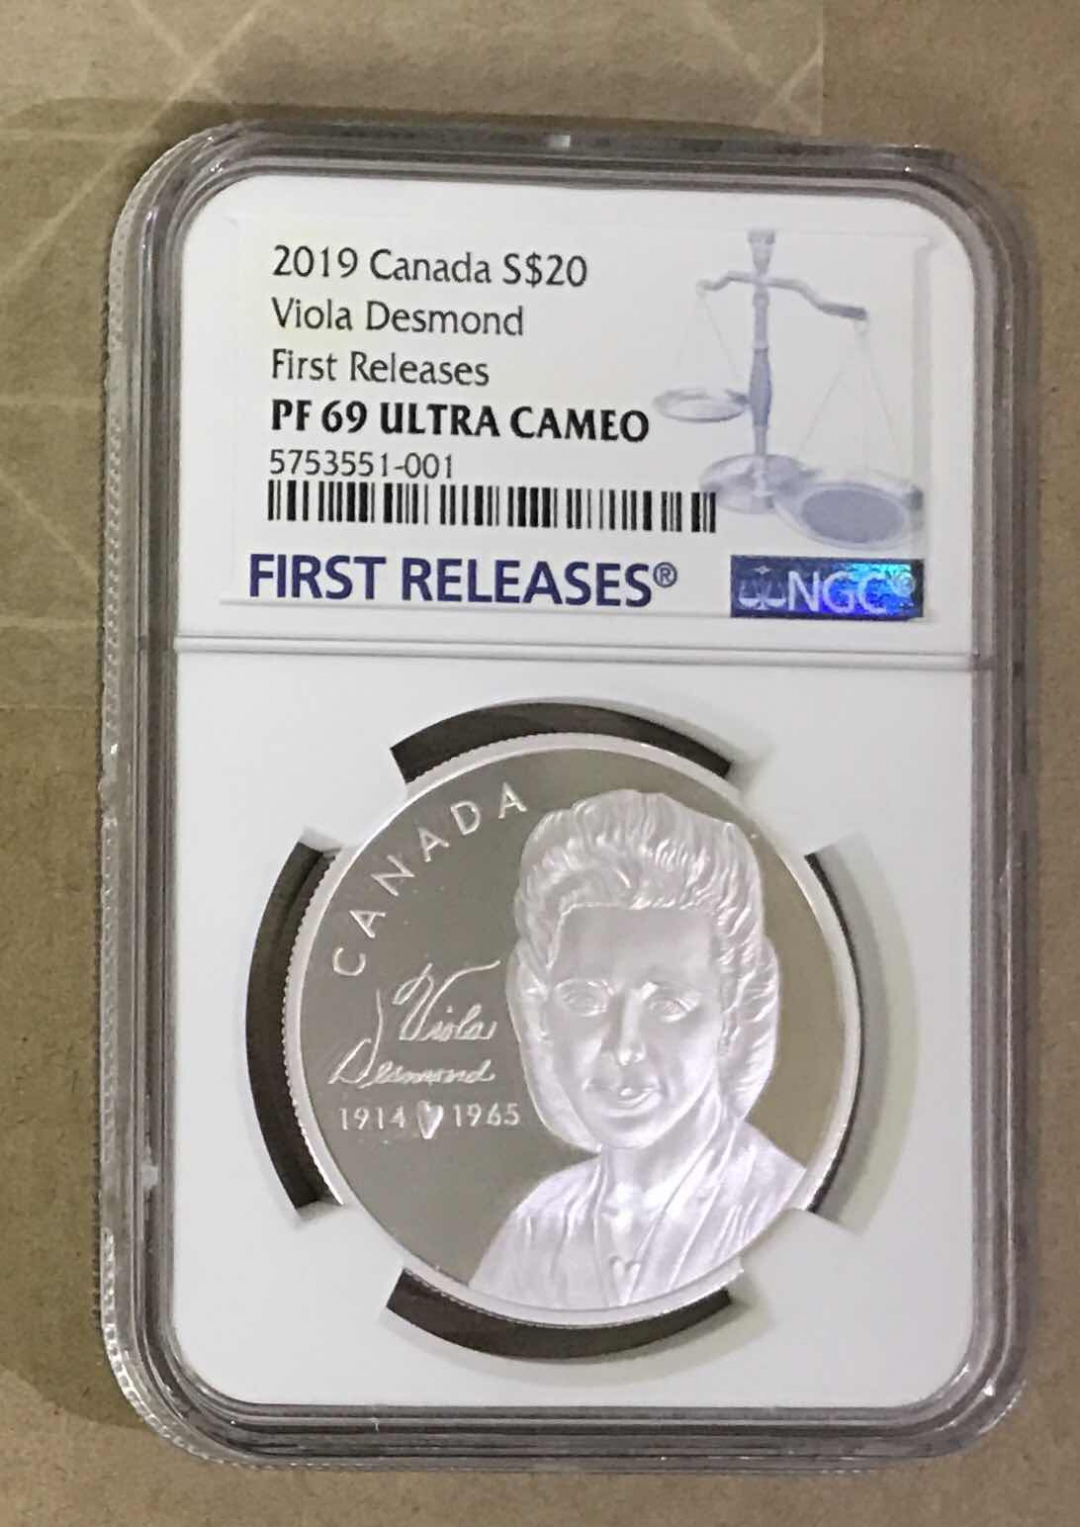 2019 Canada S$20
Viola Desmond
First Releases
PF 69 ULTRA CAMEO
5753551-001
FIRST RELEASES®
NGC®
CANADA
Viola
Desmond
1914 1965